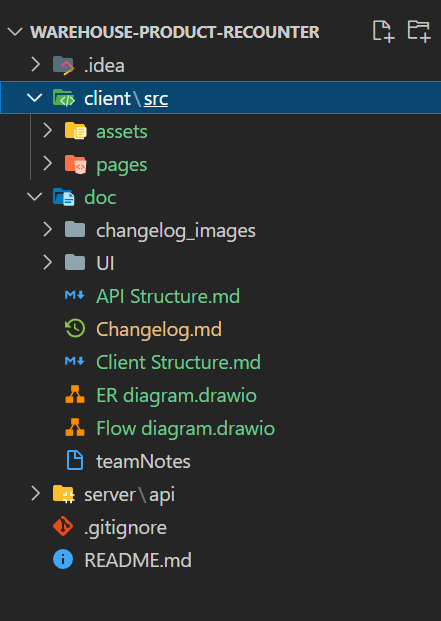 WAREHOUSE-PRODUCT-RECOUNTER
.idea
client\src
assets
pages
doc
changelog_images
UI
API Structure.md
Changelog.md
Client Structure.md
ER diagram.drawio
Flow diagram.drawio
teamNotes
server\api
.gitignore
README.md